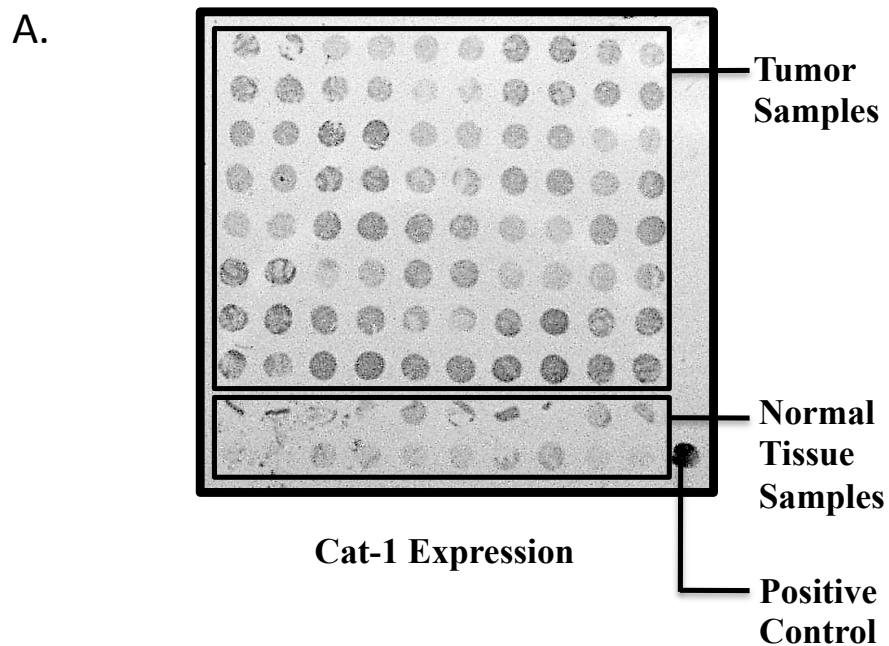 A.
Tumor
Samples
Normal
Tissue
Samples
Cat-1 Expression
Positive
Control